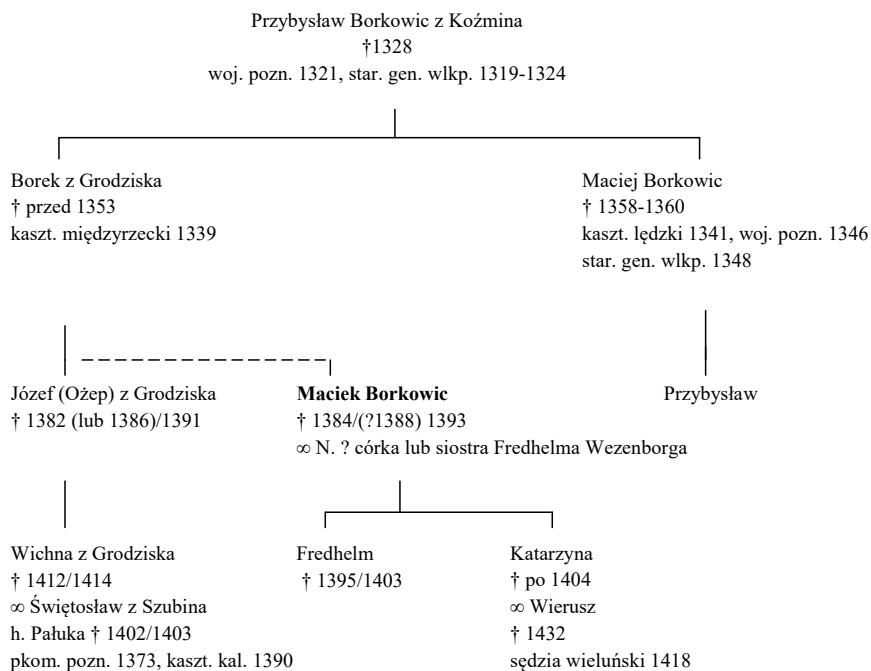 Przybysław Borkowic z Koźmina
†1328
woj. pozn. 1321, star. gen. wlkp. 1319-1324
Borek z Grodziska
† przed 1353
kaszt. międzyrzecki 1339
Maciej Borkowic
† 1358-1360
kaszt. lędzki 1341, woj. pozn. 1346
star. gen. wlkp. 1348
Józef (Ożep) z Grodziska
† 1382 (lub 1386)/1391
Maciek Borkowic
† 1384/(?1388) 1393
∞ N. ? córka lub siostra Fredhelma Wezenborga
Przybysław
Wichna z Grodziska
† 1412/1414
∞ Świętosław z Szubina
h. Pałuka † 1402/1403
pkom. pozn. 1373, kaszt. kal. 1390
Fredhelm
† 1395/1403
Katarzyna
† po 1404
∞ Wierusz
† 1432
sędzia wieluński 1418